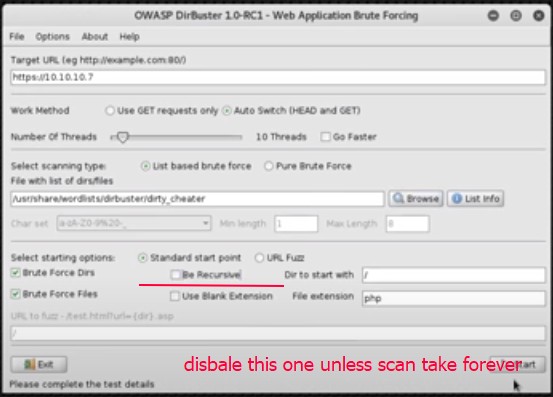 OWASP DirBuster 1.0-RC1 - Web Application Brute Forcing
File Options About Help
Target URL (eg http://example.com:80/)
https://10.10.10.7
Work Method Use GET requests only Auto Switch (HEAD and GET)
Number Of Threads 10 Threads Go Faster
Select scanning type: List based brute force Pure Brute Force
File with list of dirs/files
/usr/share/wordlists/dirbuster/dirty_cheater Browse List Info
Char set a-zA-Z0-9%20-_ Min length 1 Max Length 8
Select starting options: Standard start point URL Fuzz
Brute Force Dirs Be Recursive Dir to start with /
Brute Force Files Use Blank Extension File extension php
URL to fuzz - /test.html?url={dir}.asp
/
Exit disbale this one unless scan take forever Start
Please complete the test details